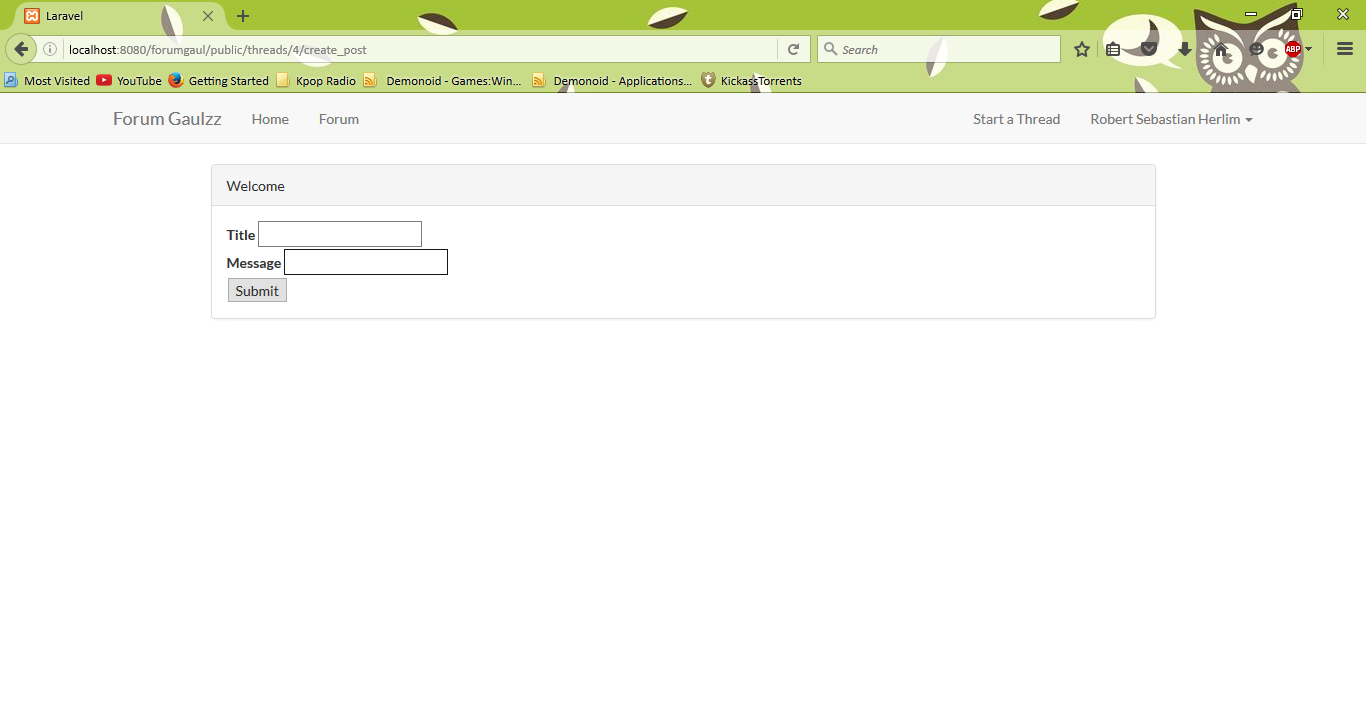 Laravel
localhost:8080/forumgaul/public/threads/4/create_post
Search
ABP
Most Visited YouTube Getting Started Kpop Radio Demonoid - Games:Win... Demonoid - Applications... KickassTorrents
Forum Gaulzz Home Forum Start a Thread Robert Sebastian Herlim
Welcome
Title
Message
Submit